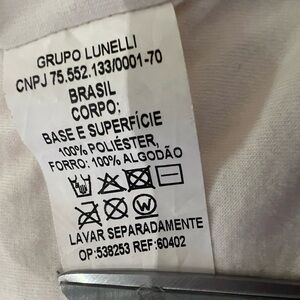 GRUPO LUNELLI
CNPJ 75.552.133/0001-70
BRASIL
CORPO:
BASE E SUPERFÍCIE
100% POLIÉSTER,
FORRO: 100% ALGODÃO
W
LAVAR SEPARADAMENTE
OP:538253 REF:60402